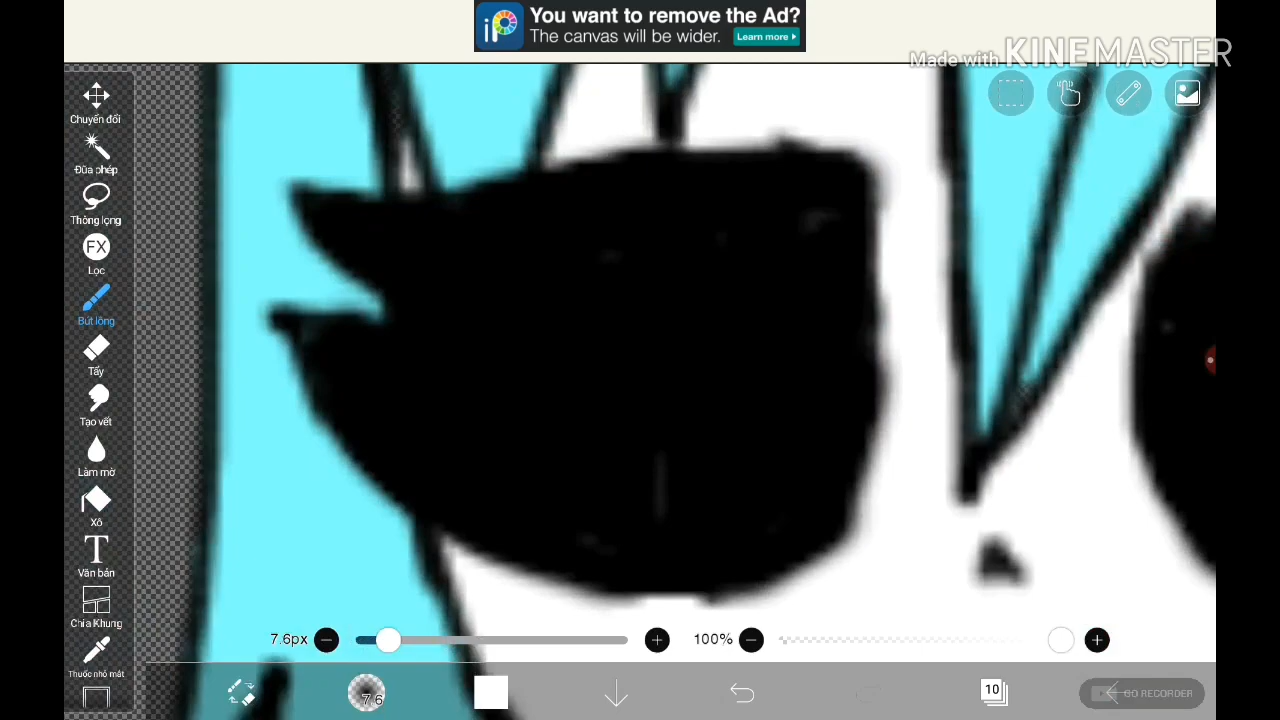 You want to remove the Ad?
The canvas will be wider.
Learn more
Made with KINEMASTER
Chuyển đổi
Đũa phép
Thòng lọng
FX
Lọc
Bút lông
Tẩy
Tạo vết
Làm mờ
Xô
T
Văn bản
Chia Khung
Thuốc nhỏ mắt
7.6px
100%
7.6
10
GO RECORDER